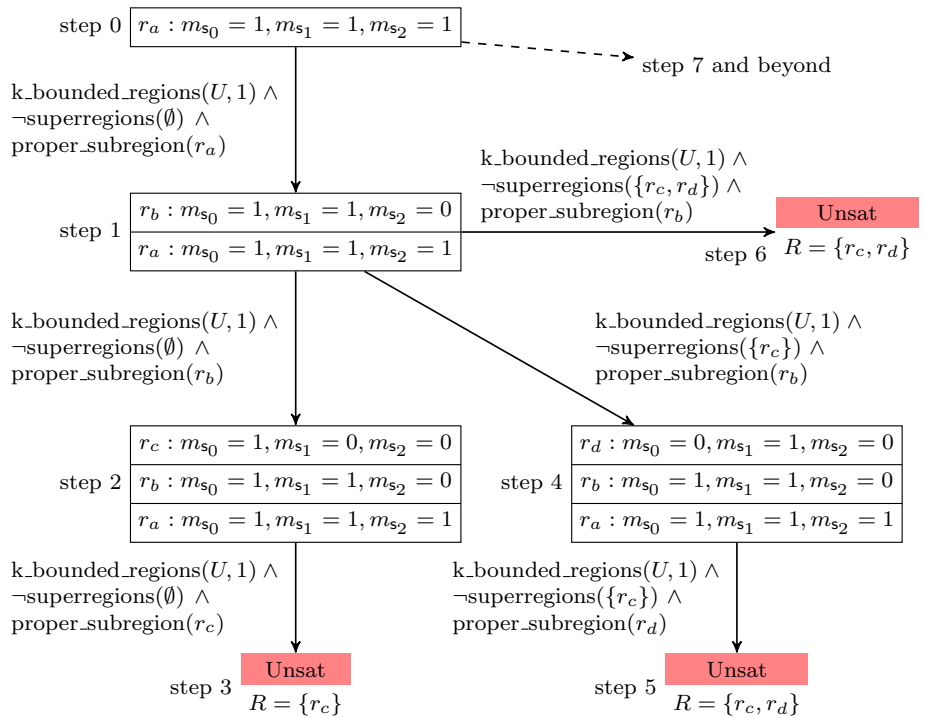 step 0
r_a : m_{s_0} = 1, m_{s_1} = 1, m_{s_2} = 1
step 7 and beyond
k_bounded_regions(U, 1) ∧
¬superregions(∅) ∧
proper_subregion(r_a)
k_bounded_regions(U, 1) ∧
¬superregions({r_c, r_d}) ∧
proper_subregion(r_b)
step 1
r_b : m_{s_0} = 1, m_{s_1} = 1, m_{s_2} = 0
r_a : m_{s_0} = 1, m_{s_1} = 1, m_{s_2} = 1
Unsat
step 6
R = {r_c, r_d}
k_bounded_regions(U, 1) ∧
¬superregions(∅) ∧
proper_subregion(r_b)
k_bounded_regions(U, 1) ∧
¬superregions({r_c}) ∧
proper_subregion(r_b)
step 2
r_c : m_{s_0} = 1, m_{s_1} = 0, m_{s_2} = 0
r_b : m_{s_0} = 1, m_{s_1} = 1, m_{s_2} = 0
r_a : m_{s_0} = 1, m_{s_1} = 1, m_{s_2} = 1
step 4
r_d : m_{s_0} = 0, m_{s_1} = 1, m_{s_2} = 0
r_b : m_{s_0} = 1, m_{s_1} = 1, m_{s_2} = 0
r_a : m_{s_0} = 1, m_{s_1} = 1, m_{s_2} = 1
k_bounded_regions(U, 1) ∧
¬superregions(∅) ∧
proper_subregion(r_c)
k_bounded_regions(U, 1) ∧
¬superregions({r_c}) ∧
proper_subregion(r_d)
step 3
Unsat
R = {r_c}
step 5
Unsat
R = {r_c, r_d}